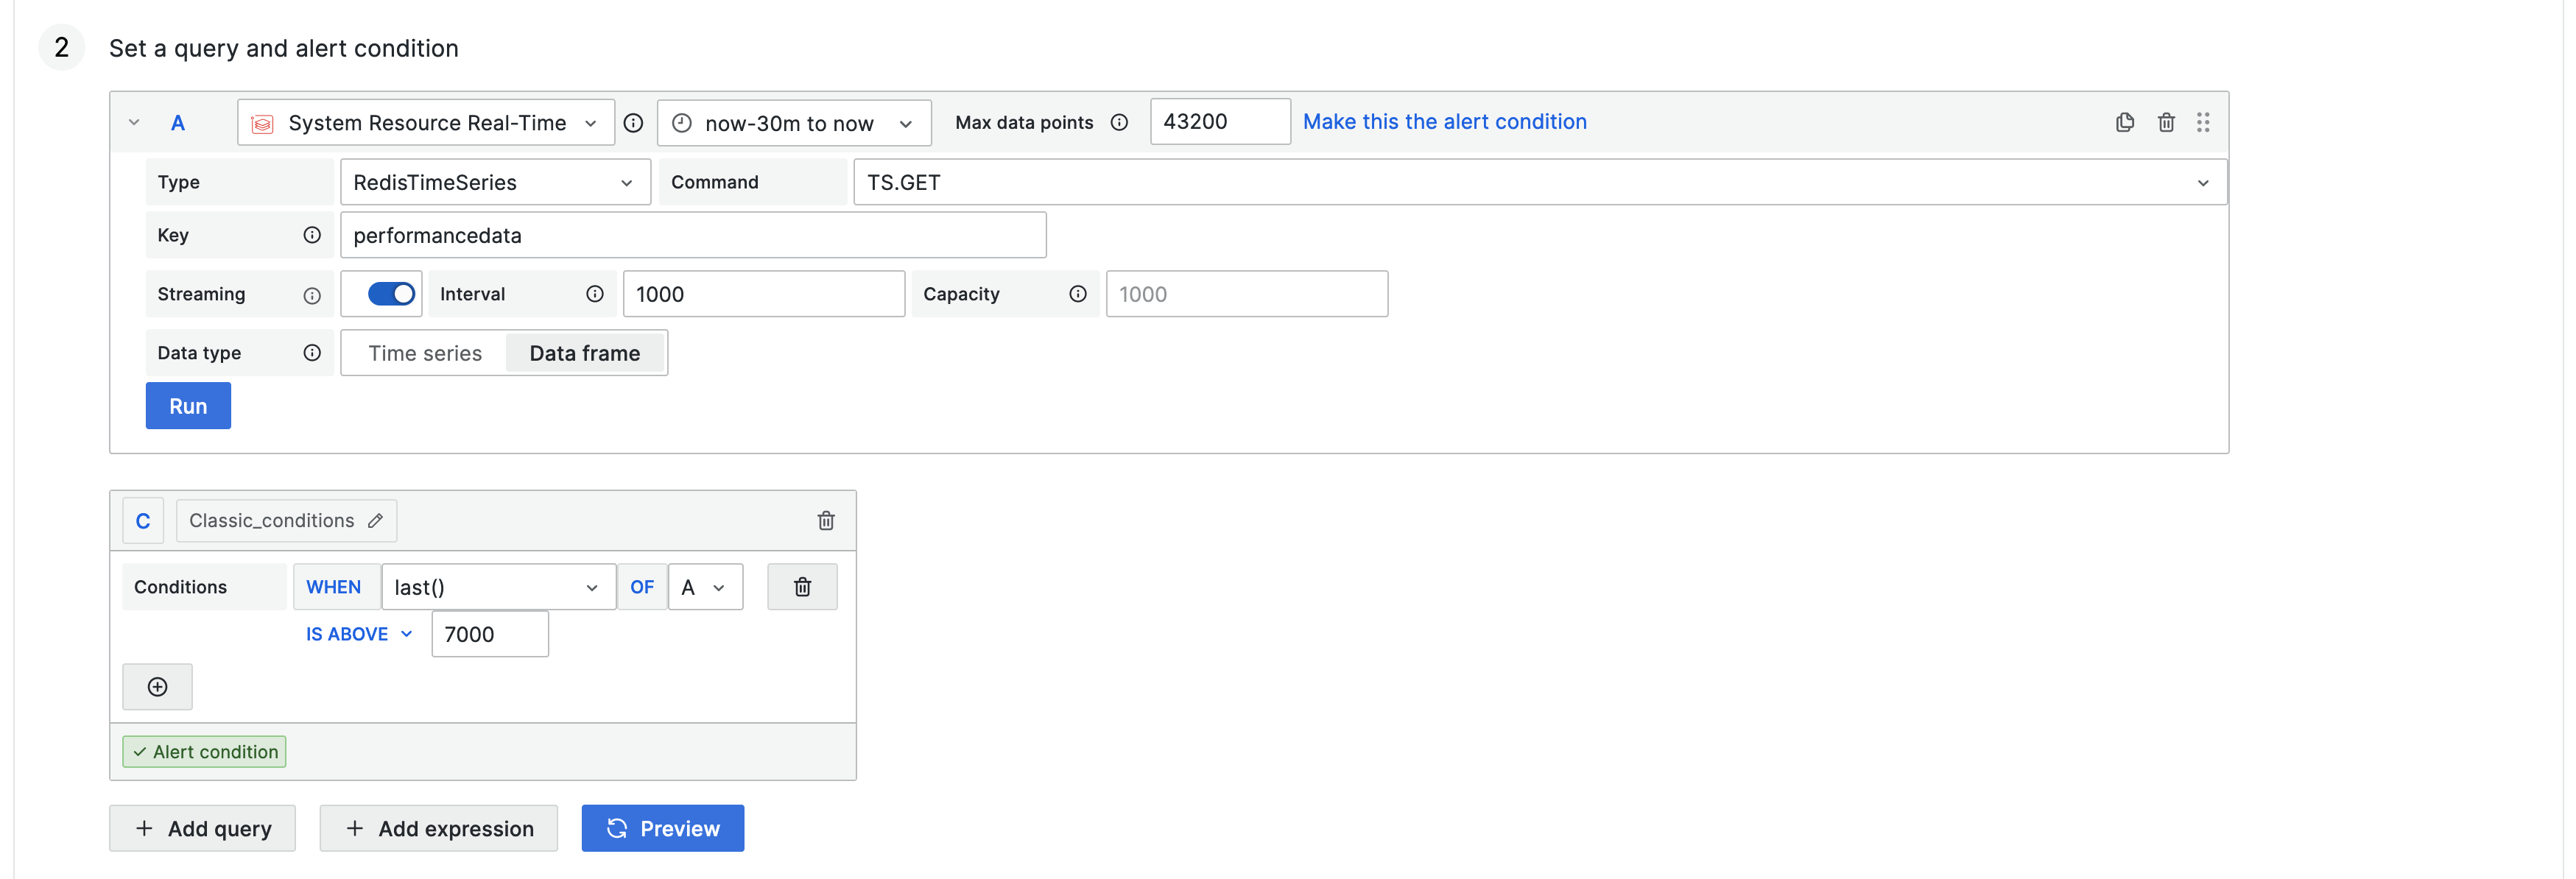 2 Set a query and alert condition
A System Resource Real-Time now-30m to now Max data points 43200 Make this the alert condition
Type RedisTimeSeries Command TS.GET
Key performancedata
Streaming Interval 1000 Capacity 1000
Data type Time series Data frame
Run
C Classic_conditions
Conditions WHEN last() OF A
IS ABOVE 7000
Alert condition
Add query Add expression Preview